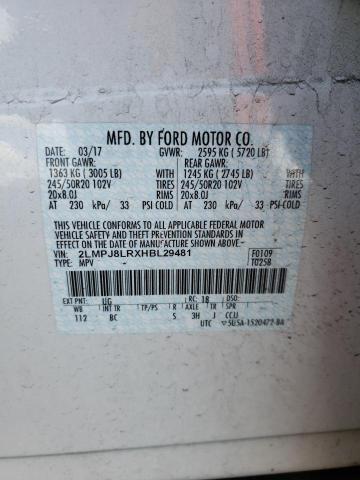 MFD. BY FORD MOTOR CO.
DATE: 03/17 GVWR: 2595 KG ( 5720 LB)
FRONT GAWR: REAR GAWR:
1363 KG ( 3005 LB) WITH 1245 KG ( 2745 LB) WITH
245/50R20 102V TIRES 245/50R20 102V TIRES
20x8.0J RIMS 20x8.0J RIMS
AT 230 kPa/ 33 PSI COLD AT 230 kPa/ 33 PSI COLD
THIS VEHICLE CONFORMS TO ALL APPLICABLE FEDERAL MOTOR
VEHICLE SAFETY AND THEFT PREVENTION STANDARDS IN EFFECT ON
THE DATE OF MANUFACTURE SHOWN ABOVE.
VIN: 2LMPJ8LRXHBL29481 F0109
TYPE: MPV T0258
EXT PNT: UG RC: 18 DSO:
WB INT TR TP/PS R AXLE TR SPR
112 BC S S 3H J CCJJ
UTC ▽5USA-1520472-BA